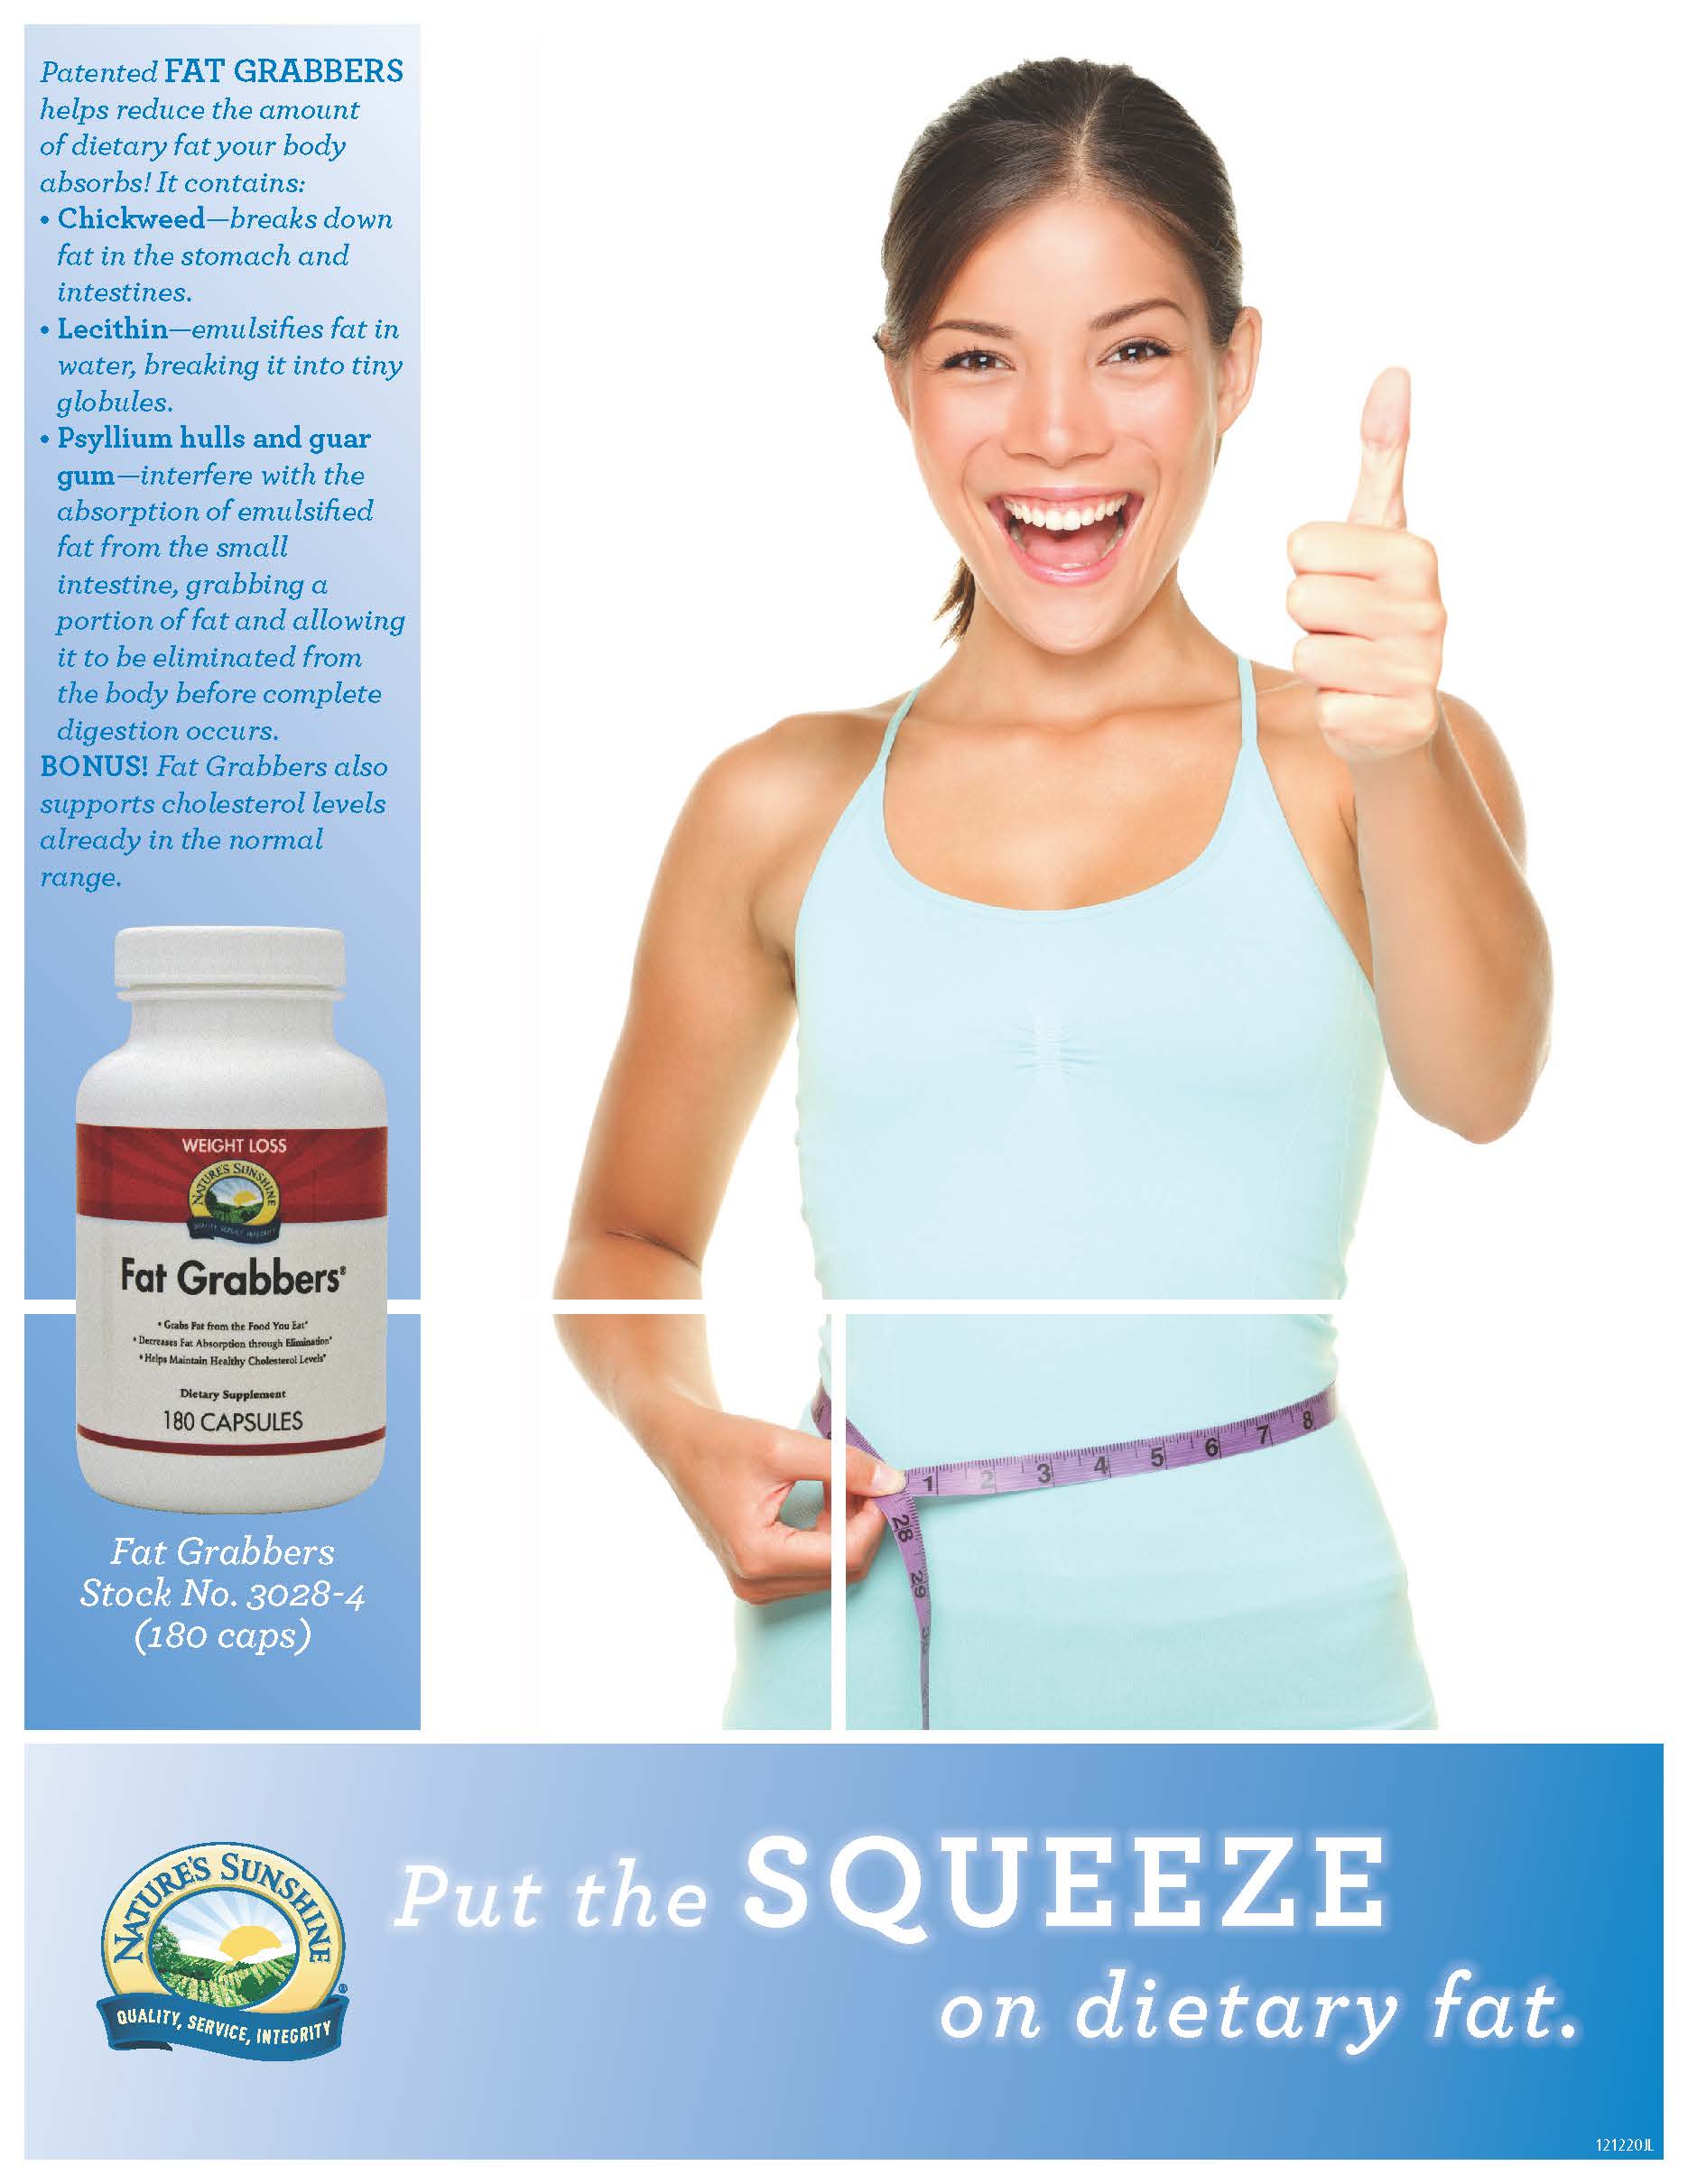 Patented FAT GRABBERS
helps reduce the amount
of dietary fat your body
absorbs! It contains:
• Chickweed—breaks down
fat in the stomach and
intestines.
• Lecithin—emulsifies fat in
water, breaking it into tiny
globules.
• Psyllium hulls and guar
gum—interfere with the
absorption of emulsified
fat from the small
intestine, grabbing a
portion of fat and allowing
it to be eliminated from
the body before complete
digestion occurs.
BONUS! Fat Grabbers also
supports cholesterol levels
already in the normal
range.
WEIGHT LOSS
NATURE'S SUNSHINE
QUALITY, SERVICE, INTEGRITY
Fat Grabbers®
• Grabs Fat from the Food You Eat*
• Decreases Fat Absorption through Elimination*
• Helps Maintain Healthy Cholesterol Levels*
Dietary Supplement
180 CAPSULES
Fat Grabbers
Stock No. 3028-4
(180 caps)
1 2 3 4 5 6 7 8
28
29
NATURE'S SUNSHINE®
QUALITY, SERVICE, INTEGRITY
Put the SQUEEZE
on dietary fat.
121220JL